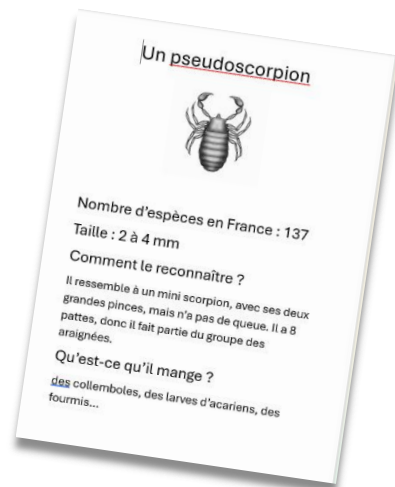 Un pseudoscorpion
Nombre d'espèces en France : 137
Taille : 2 à 4 mm
Comment le reconnaître ?
Il ressemble à un mini scorpion, avec ses deux
grandes pinces, mais n'a pas de queue. Il a 8
pattes, donc il fait partie du groupe des
araignées.
Qu'est-ce qu'il mange ?
des collemboles, des larves d'acariens, des
fourmis...